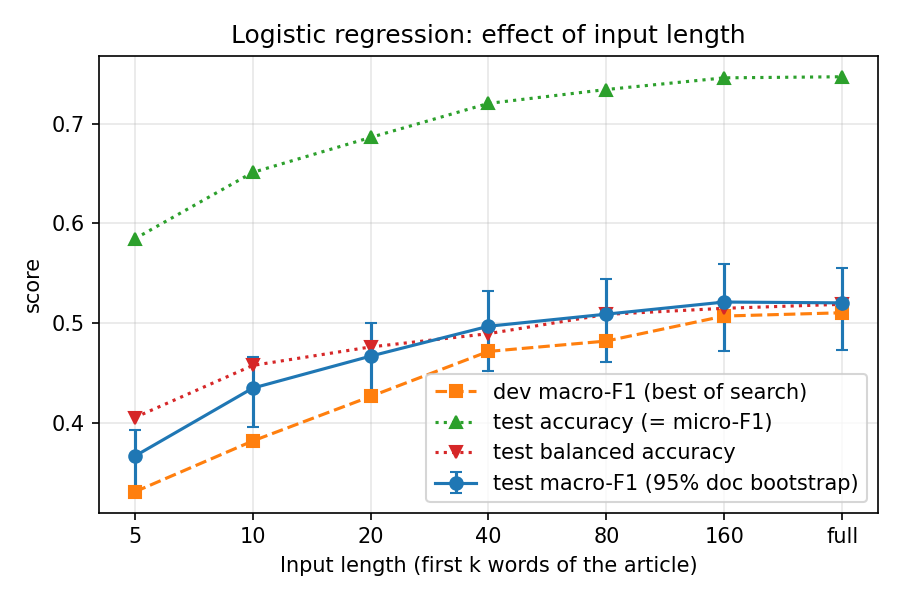 Logistic regression: effect of input length
score
0.7
0.6
0.5
0.4
dev macro-F1 (best of search)
test accuracy (= micro-F1)
test balanced accuracy
test macro-F1 (95% doc bootstrap)
5 10 20 40 80 160 full
Input length (first k words of the article)